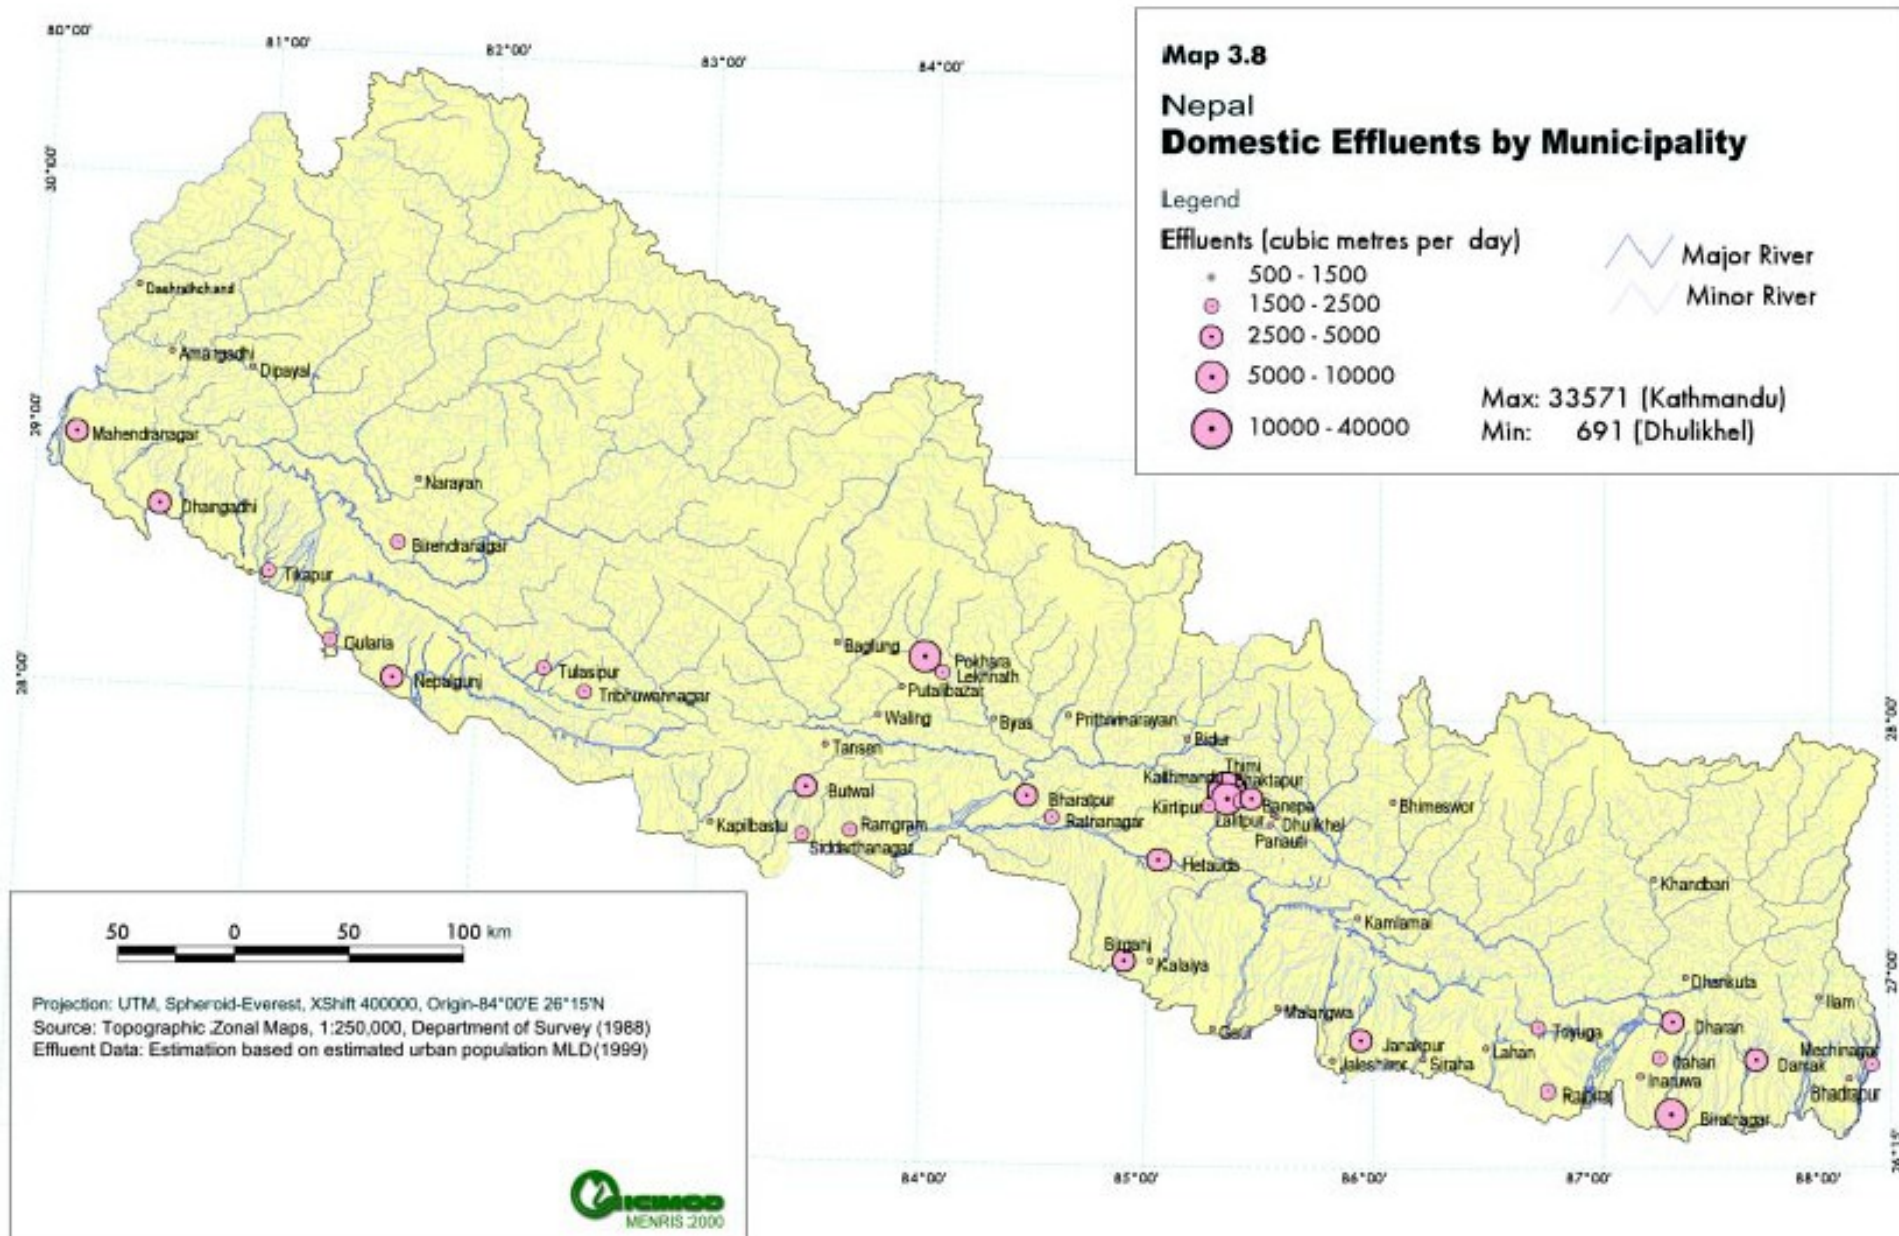 80°00'
81°00'
82°00'
83°00'
84°00'
Map 3.8
Nepal
Domestic Effluents by Municipality
Legend
Effluents (cubic metres per day)
500 - 1500
1500 - 2500
2500 - 5000
5000 - 10000
10000 - 40000
Major River
Minor River
Max: 33571 (Kathmandu)
Min: 691 (Dhulikhel)
30°00'
29°00'
28°00'
Dashrathchand
Amargadhi
Dipayal
Mahendranagar
Narayan
Dhangadhi
Birendranagar
Tikapur
Gularia
Nepalgunj
Tulasipur
Tribhuwannagar
Baglung
Pokhara
Lekhnath
Putalibazar
Waling
Byas
Prithivinarayan
Bidur
Tansen
Thimi
Kathmandu
Bhaktapur
Butwal
Bharatpur
Kirtipur
Banepa
Bhimeswor
Kapilbastu
Ramgram
Ratnanagar
Lalitpur
Dhulikhel
Siddarthanagar
Panauti
Hetauda
Khandbari
Kamlamai
Birganj
Kalaiya
Dhankuta
Ilam
Malangwa
Gaur
Triyuga
Dharan
Janakpur
Lahan
Mechinagar
Jaleshwor
Siraha
Itahari
Damak
Inaruwa
Bhadrapur
Rajbiraj
Biratnagar
28°00'
27°00'
26°15'
84°00'
85°00'
86°00'
87°00'
88°00'
50 0 50 100 km
Projection: UTM, Spheroid-Everest, XShift 400000, Origin-84°00'E 26°15'N
Source: Topographic Zonal Maps, 1:250,000, Department of Survey (1988)
Effluent Data: Estimation based on estimated urban population MLD(1999)
ICIMOD
MENRIS 2000